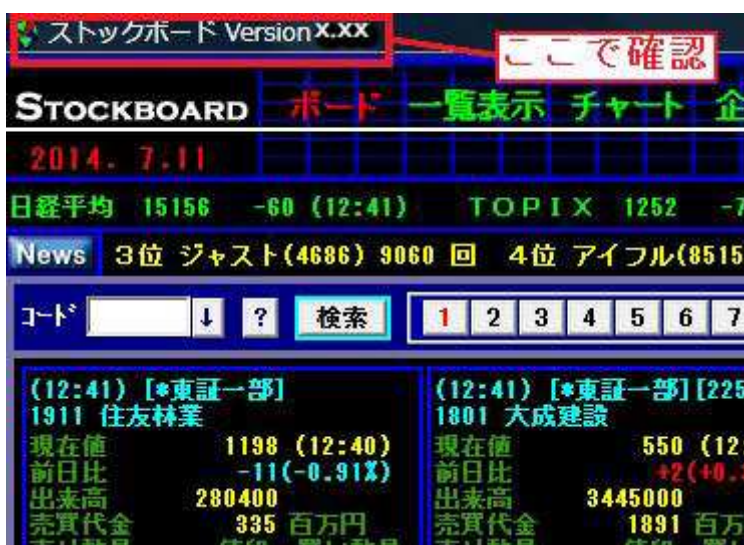 ストックボード Version x.xx
ここで確認
STOCKBOARD ボード 一覧表示 チャート
2014. 7.11
日経平均 15156 -60 (12:41) TOPIX 1252
News 3位 ジャスト(4686) 9060 回 4位 アイフル(8515
コード ↓ ? 検索 1 2 3 4 5 6 7
(12:41) [*東証一部] (12:41) [*東証一部][225
1911 住友林業 1801 大成建設
現在値 1198 (12:40) 現在値 550 (12
前日比 -11(-0.91%) 前日比 +2(+0.
出来高 280400 出来高 3445000
売買代金 335 百万円 売買代金 1891 百万